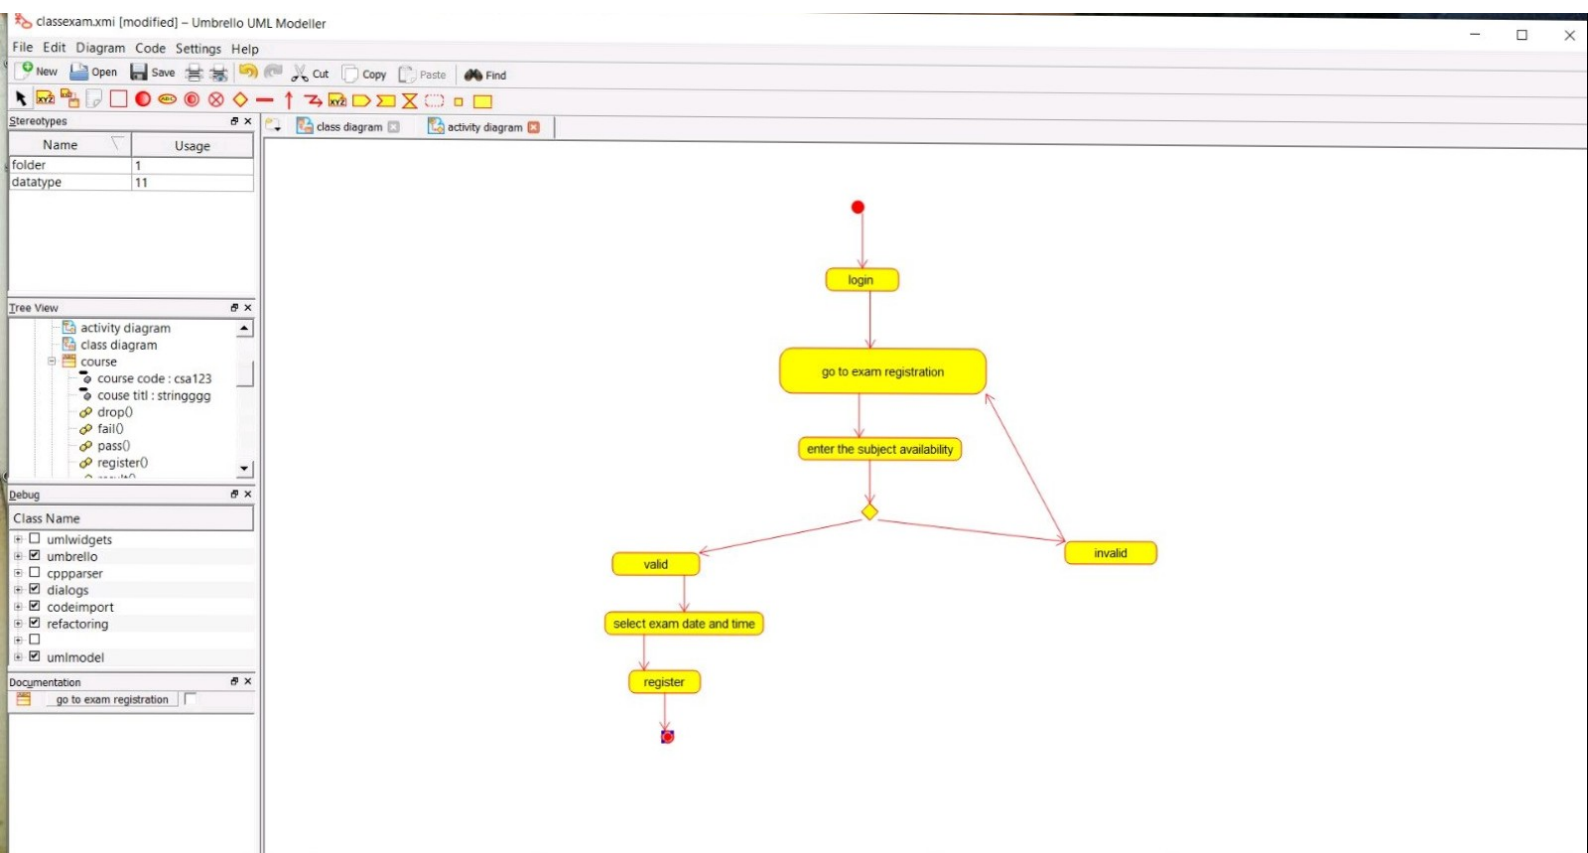 classexam.xmi [modified] – Umbrello UML Modeller
File Edit Diagram Code Settings Help
New Open Save Cut Copy Paste Find
Stereotypes
class diagram activity diagram
Name Usage
folder 1
datatype 11
Tree View
activity diagram
class diagram
course
course code : csa123
couse titl : stringggg
drop()
fail()
pass()
register()
Debug
Class Name
umlwidgets
umbrello
cppparser
dialogs
codeimport
refactoring
umlmodel
Documentation
go to exam registration
login
go to exam registration
enter the subject availability
valid
invalid
select exam date and time
register